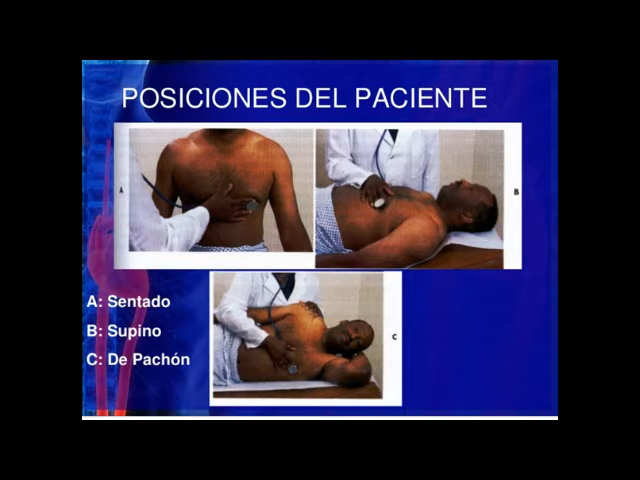 POSICIONES DEL PACIENTE
A
B
A: Sentado
B: Supino
C: De Pachón
C